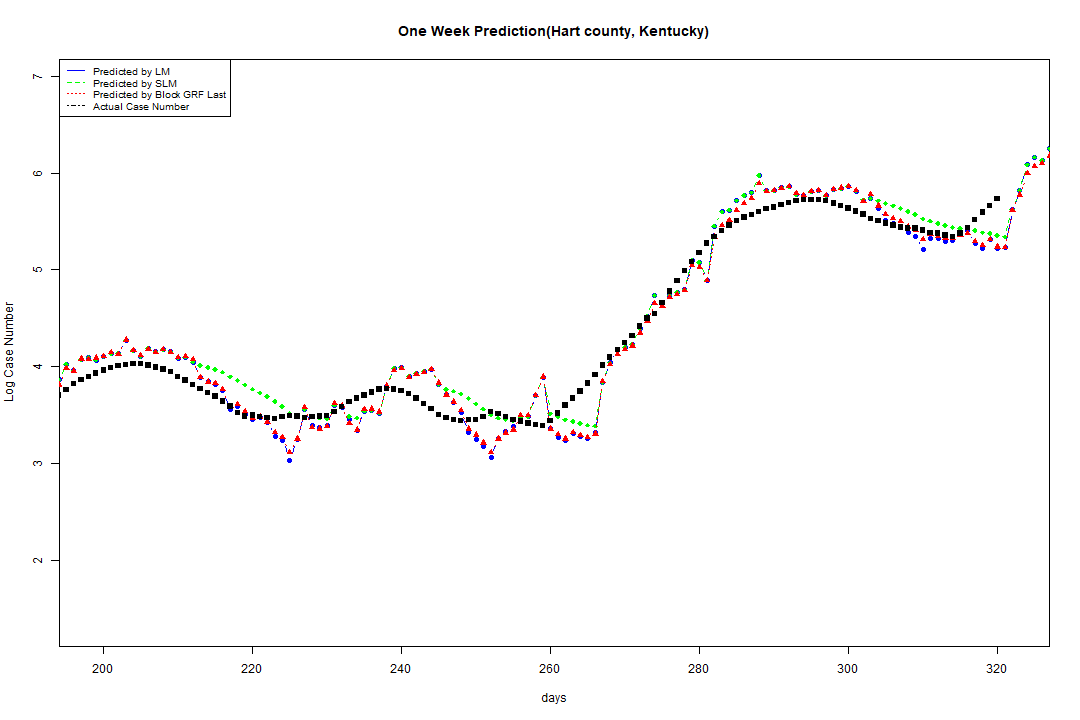 One Week Prediction(Hart county, Kentucky)
Predicted by LM
Predicted by SLM
Predicted by Block GRF Last
Actual Case Number
7
6
5
4
3
2
Log Case Number
200 220 240 260 280 300 320
days